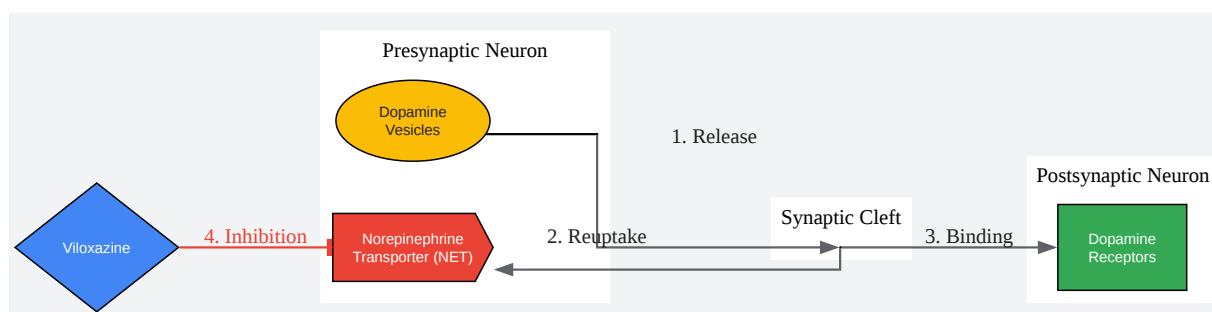 Presynaptic Neuron
Dopamine
Vesicles
1. Release
Postsynaptic Neuron
Viloxazine
4. Inhibition
Norepinephrine
Transporter (NET)
2. Reuptake
Synaptic Cleft
3. Binding
Dopamine
Receptors